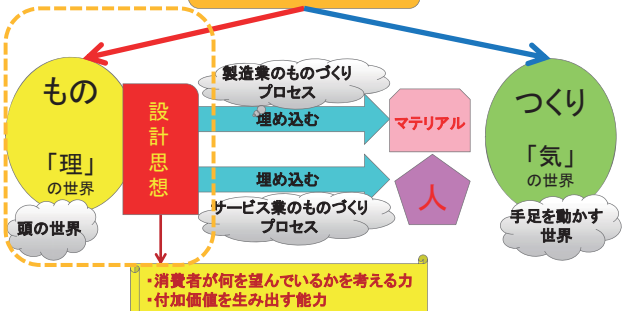 もの
「理」
の世界
頭の世界
設計思想
製造業のものづくり
プロセス
埋め込む
埋め込む
サービス業のものづくり
プロセス
マテリアル
人
つくり
「気」
の世界
手足を動かす
世界
・消費者が何を望んでいるかを考える力
・付加価値を生み出す能力